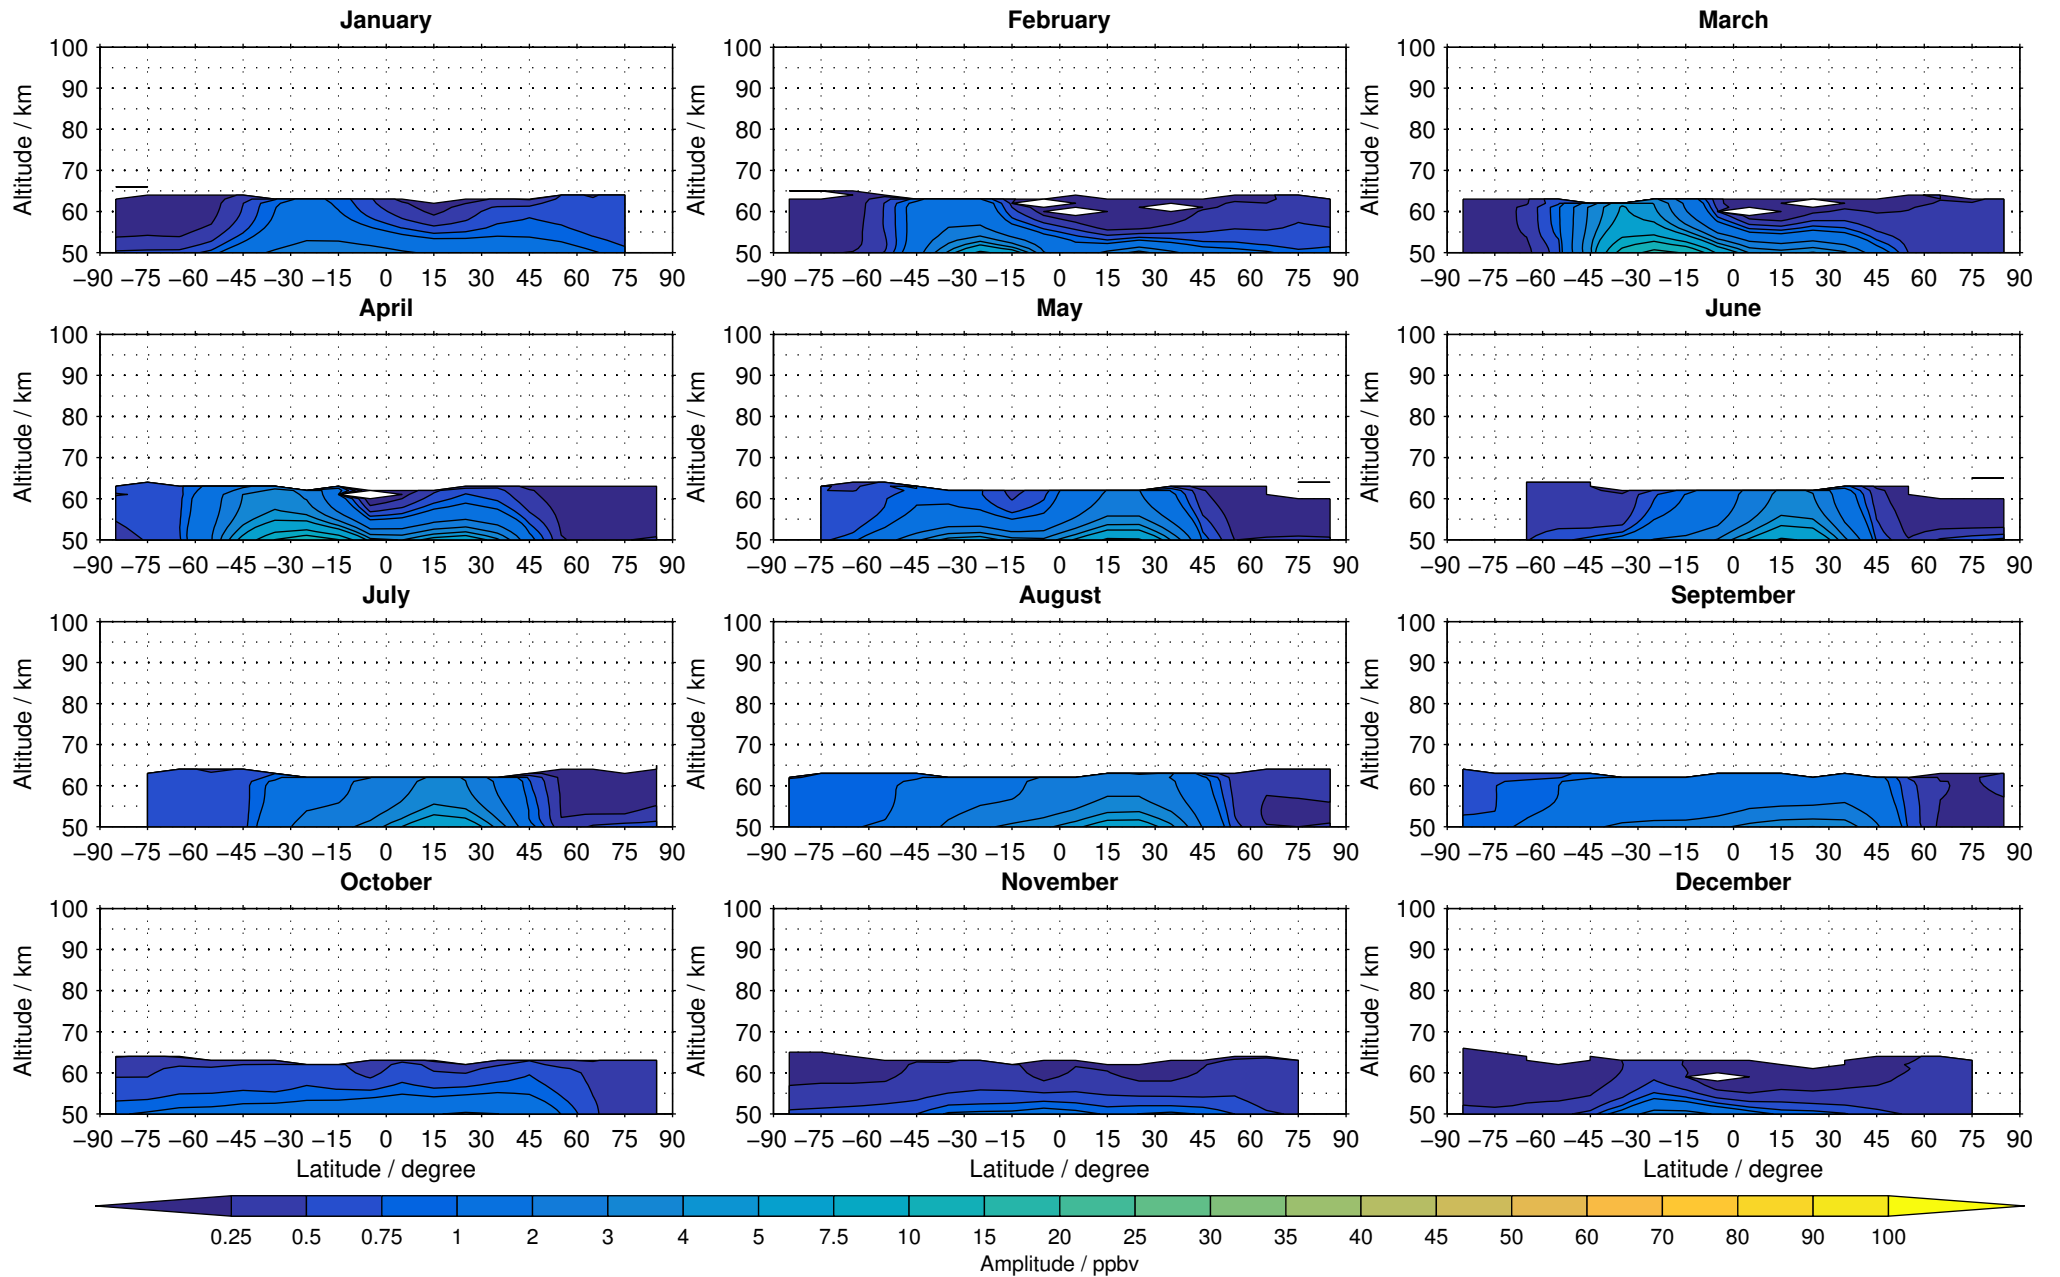 January February March
100 100 100
90 90 90
80 80 80
70 70 70
60 60 60
50 50 50
Altitude / km Altitude / km Altitude / km
−90 −75 −60 −45 −30 −15 0 15 30 45 60 75 90 −90 −75 −60 −45 −30 −15 0 15 30 45 60 75 90 −90 −75 −60 −45 −30 −15 0 15 30 45 60 75 90
April May June
100 100 100
90 90 90
80 80 80
70 70 70
60 60 60
50 50 50
Altitude / km Altitude / km Altitude / km
−90 −75 −60 −45 −30 −15 0 15 30 45 60 75 90 −90 −75 −60 −45 −30 −15 0 15 30 45 60 75 90 −90 −75 −60 −45 −30 −15 0 15 30 45 60 75 90
July August September
100 100 100
90 90 90
80 80 80
70 70 70
60 60 60
50 50 50
Altitude / km Altitude / km Altitude / km
−90 −75 −60 −45 −30 −15 0 15 30 45 60 75 90 −90 −75 −60 −45 −30 −15 0 15 30 45 60 75 90 −90 −75 −60 −45 −30 −15 0 15 30 45 60 75 90
October November December
100 100 100
90 90 90
80 80 80
70 70 70
60 60 60
50 50 50
Altitude / km Altitude / km Altitude / km
−90 −75 −60 −45 −30 −15 0 15 30 45 60 75 90 −90 −75 −60 −45 −30 −15 0 15 30 45 60 75 90 −90 −75 −60 −45 −30 −15 0 15 30 45 60 75 90
Latitude / degree Latitude / degree Latitude / degree
0.25 0.5 0.75 1 2 3 4 5 7.5 10 15 20 25 30 35 40 45 50 60 70 80 90 100
Amplitude / ppbv